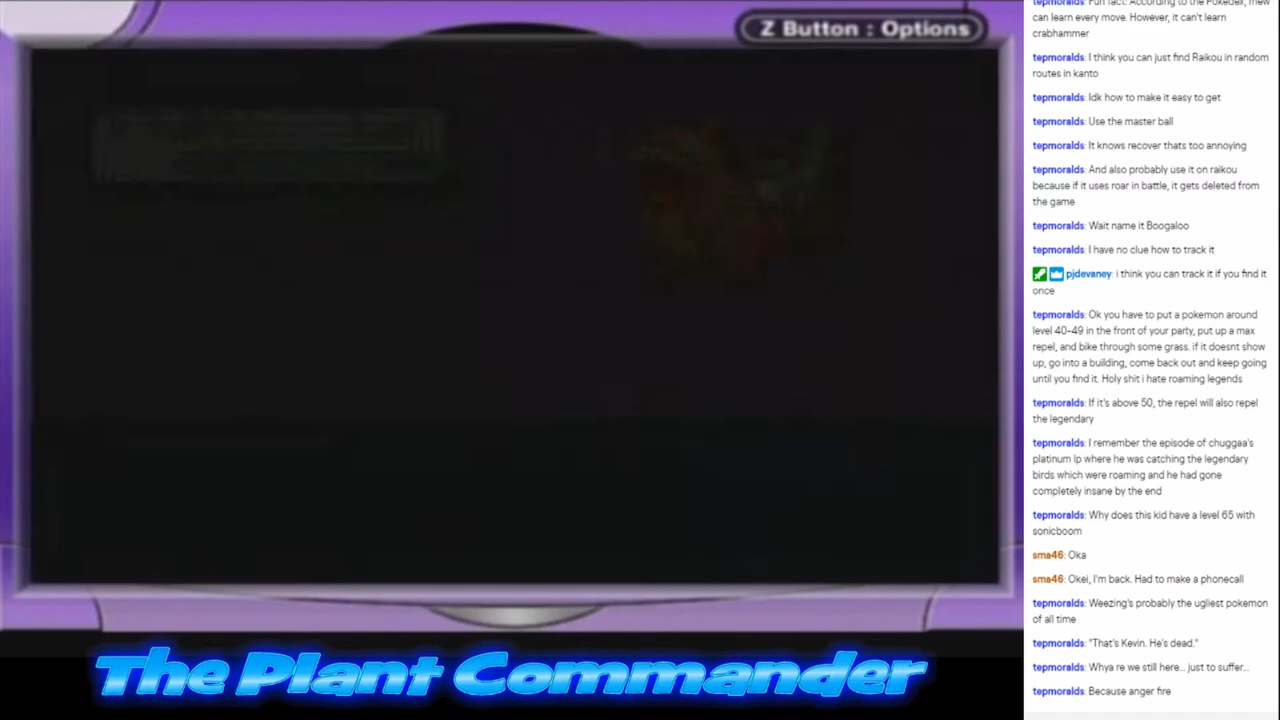 Z Button : Options
The Plant Commander
tepmoralds: Fun fact: According to the Pokedex, mew
can learn every move. However, it can't learn
crabhammer
tepmoralds: I think you can just find Raikou in random
routes in kanto
tepmoralds: Idk how to make it easy to get
tepmoralds: Use the master ball
tepmoralds: It knows recover thats too annoying
tepmoralds: And also probably use it on raikou
because if it uses roar in battle, it gets deleted from
the game
tepmoralds: Wait name it Boogaloo
tepmoralds: I have no clue how to track it
pjdevaney: i think you can track it if you find it
once
tepmoralds: Ok you have to put a pokemon around
level 40-49 in the front of your party, put up a max
repel, and bike through some grass. if it doesnt show
up, go into a building, come back out and keep going
until you find it. Holy shit i hate roaming legends
tepmoralds: If it's above 50, the repel will also repel
the legendary
tepmoralds: I remember the episode of chuggaa's
platinum lp where he was catching the legendary
birds which were roaming and he had gone
completely insane by the end
tepmoralds: Why does this kid have a level 65 with
sonicboom
sma46: Oka
sma46: Okei, I'm back. Had to make a phonecall
tepmoralds: Weezing's probably the ugliest pokemon
of all time
tepmoralds: "That's Kevin. He's dead."
tepmoralds: Whya re we still here... just to suffer...
tepmoralds: Because anger fire